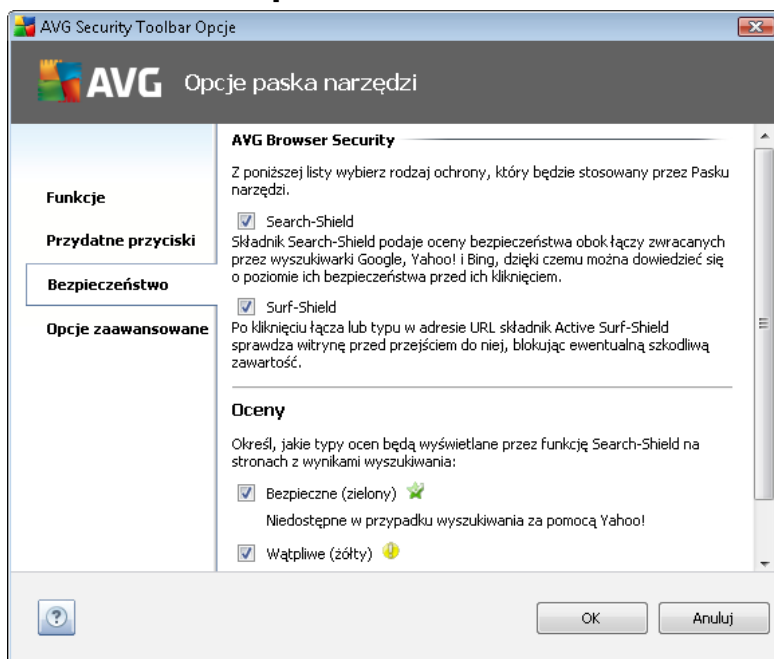 AVG Security Toolbar Opcje
AVG Opcje paska narzędzi
Funkcje
Przydatne przyciski
Bezpieczeństwo
Opcje zaawansowane
AVG Browser Security
Z poniższej listy wybierz rodzaj ochrony, który będzie stosowany przez Pasku
narzędzi.
Search-Shield
Składnik Search-Shield podaje oceny bezpieczeństwa obok łączy zwracanych
przez wyszukiwarki Google, Yahoo! i Bing, dzięki czemu można dowiedzieć się
o poziomie ich bezpieczeństwa przed ich kliknięciem.
Surf-Shield
Po kliknięciu łącza lub typu w adresie URL składnik Active Surf-Shield
sprawdza witrynę przed przejściem do niej, blokując ewentualną szkodliwą
zawartość.
Oceny
Określ, jakie typy ocen będą wyświetlane przez funkcję Search-Shield na
stronach z wynikami wyszukiwania:
Bezpieczne (zielony)
Niedostępne w przypadku wyszukiwania za pomocą Yahoo!
Wątpliwe (żółty)
?
OK
Anuluj